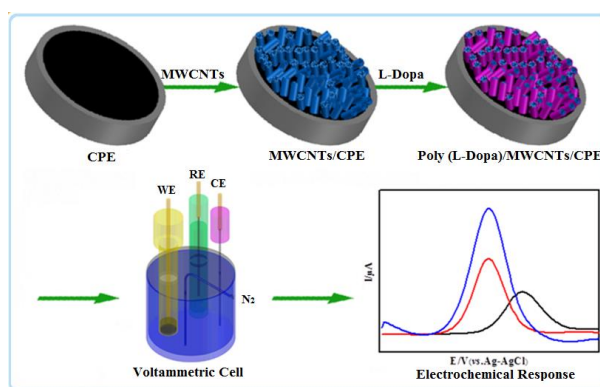 MWCNTs
L-Dopa
CPE
MWCNTs/CPE
Poly (L-Dopa)/MWCNTs/CPE
WE
RE
CE
N₂
Voltammetric Cell
I/µA
E/V(vs.Ag-AgCl)
Electrochemical Response